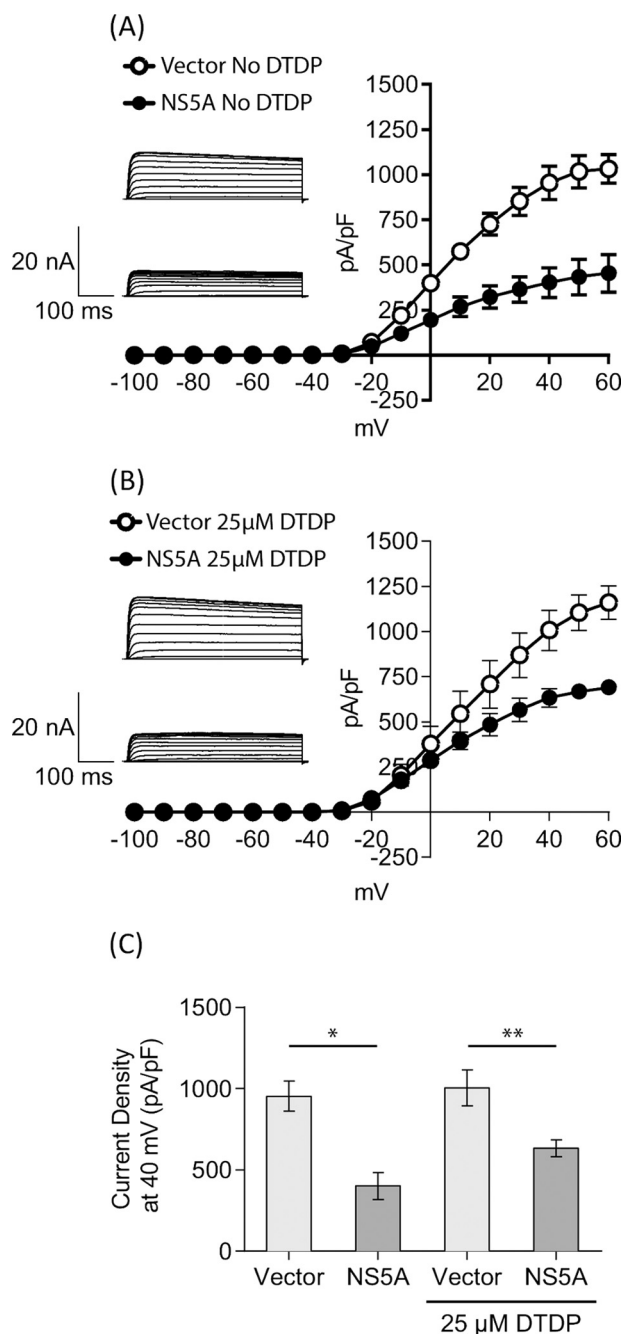 (A)
Vector No DTDP
NS5A No DTDP
20 nA
100 ms
pA/pF
1500
1250
1000
750
500
250
-250
-100 -80 -60 -40 -20 20 40 60
mV
(B)
Vector 25µM DTDP
NS5A 25µM DTDP
20 nA
100 ms
pA/pF
1500
1250
1000
750
500
250
-250
-100 -80 -60 -40 -20 20 40 60
mV
(C)
Current Density
at 40 mV (pA/pF)
1500
1000
500
0
* **
Vector NS5A Vector NS5A
25 µM DTDP